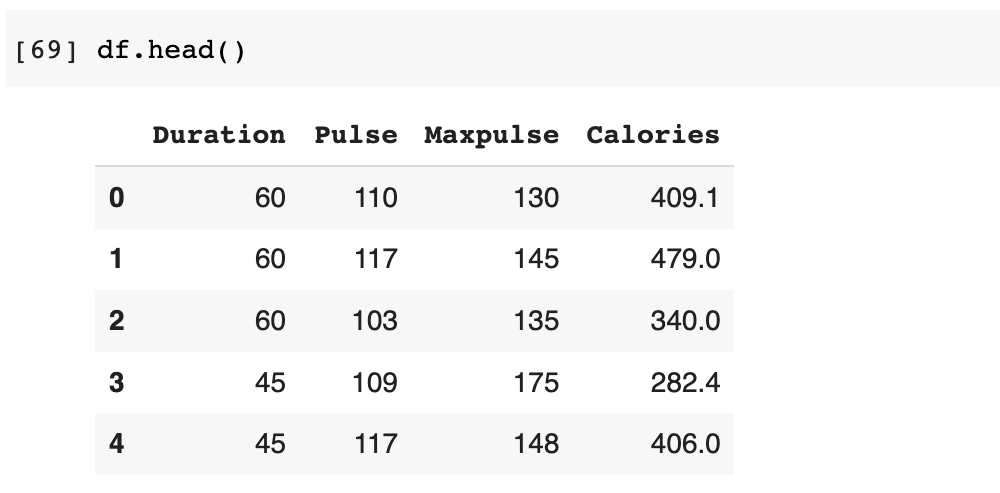 [69] df.head()
Duration Pulse Maxpulse Calories
0 60 110 130 409.1
1 60 117 145 479.0
2 60 103 135 340.0
3 45 109 175 282.4
4 45 117 148 406.0